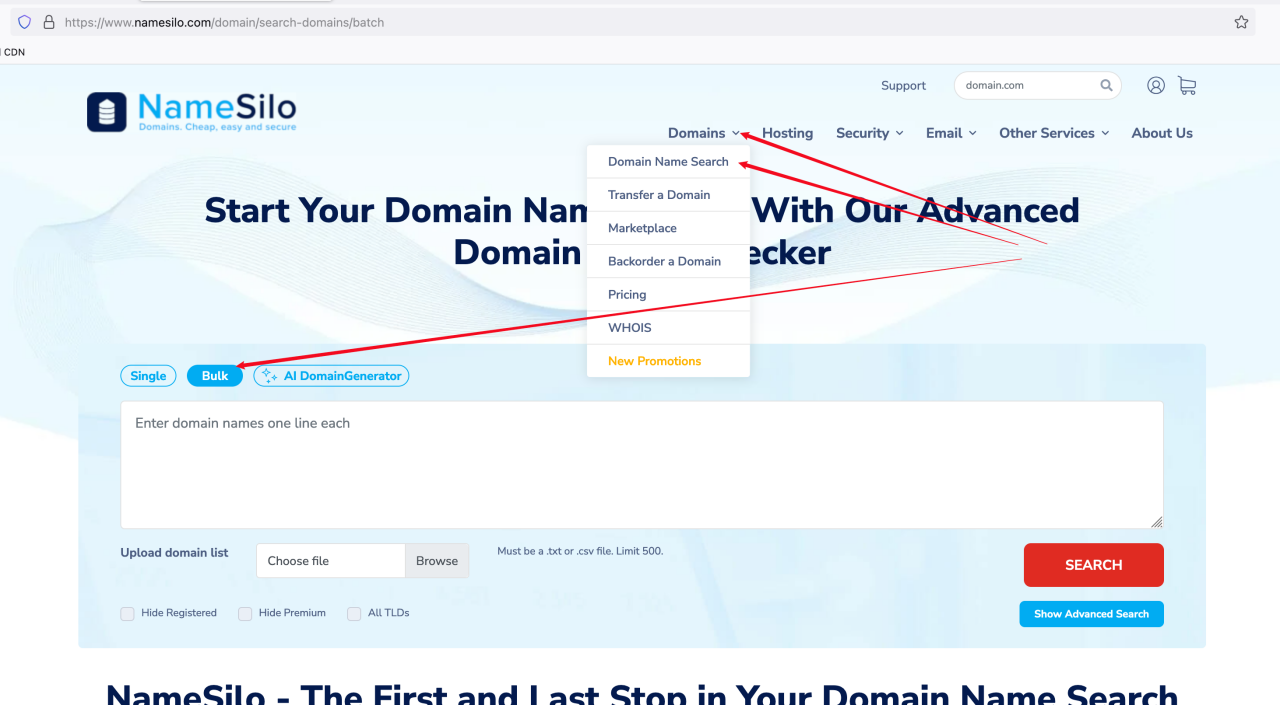 https://www.namesilo.com/domain/search-domains/batch
CDN
Support
domain.com
NameSilo
Domains. Cheap, easy and secure
Domains
Hosting
Security
Email
Other Services
About Us
Domain Name Search
Transfer a Domain
Marketplace
Backorder a Domain
Pricing
WHOIS
New Promotions
Start Your Domain Nam With Our Advanced
Domain ecker
Single
Bulk
AI DomainGenerator
Enter domain names one line each
Upload domain list
Choose file
Browse
Must be a .txt or .csv file. Limit 500.
SEARCH
Hide Registered
Hide Premium
All TLDs
Show Advanced Search
NameSilo - The First and Last Stop in Your Domain Name Search